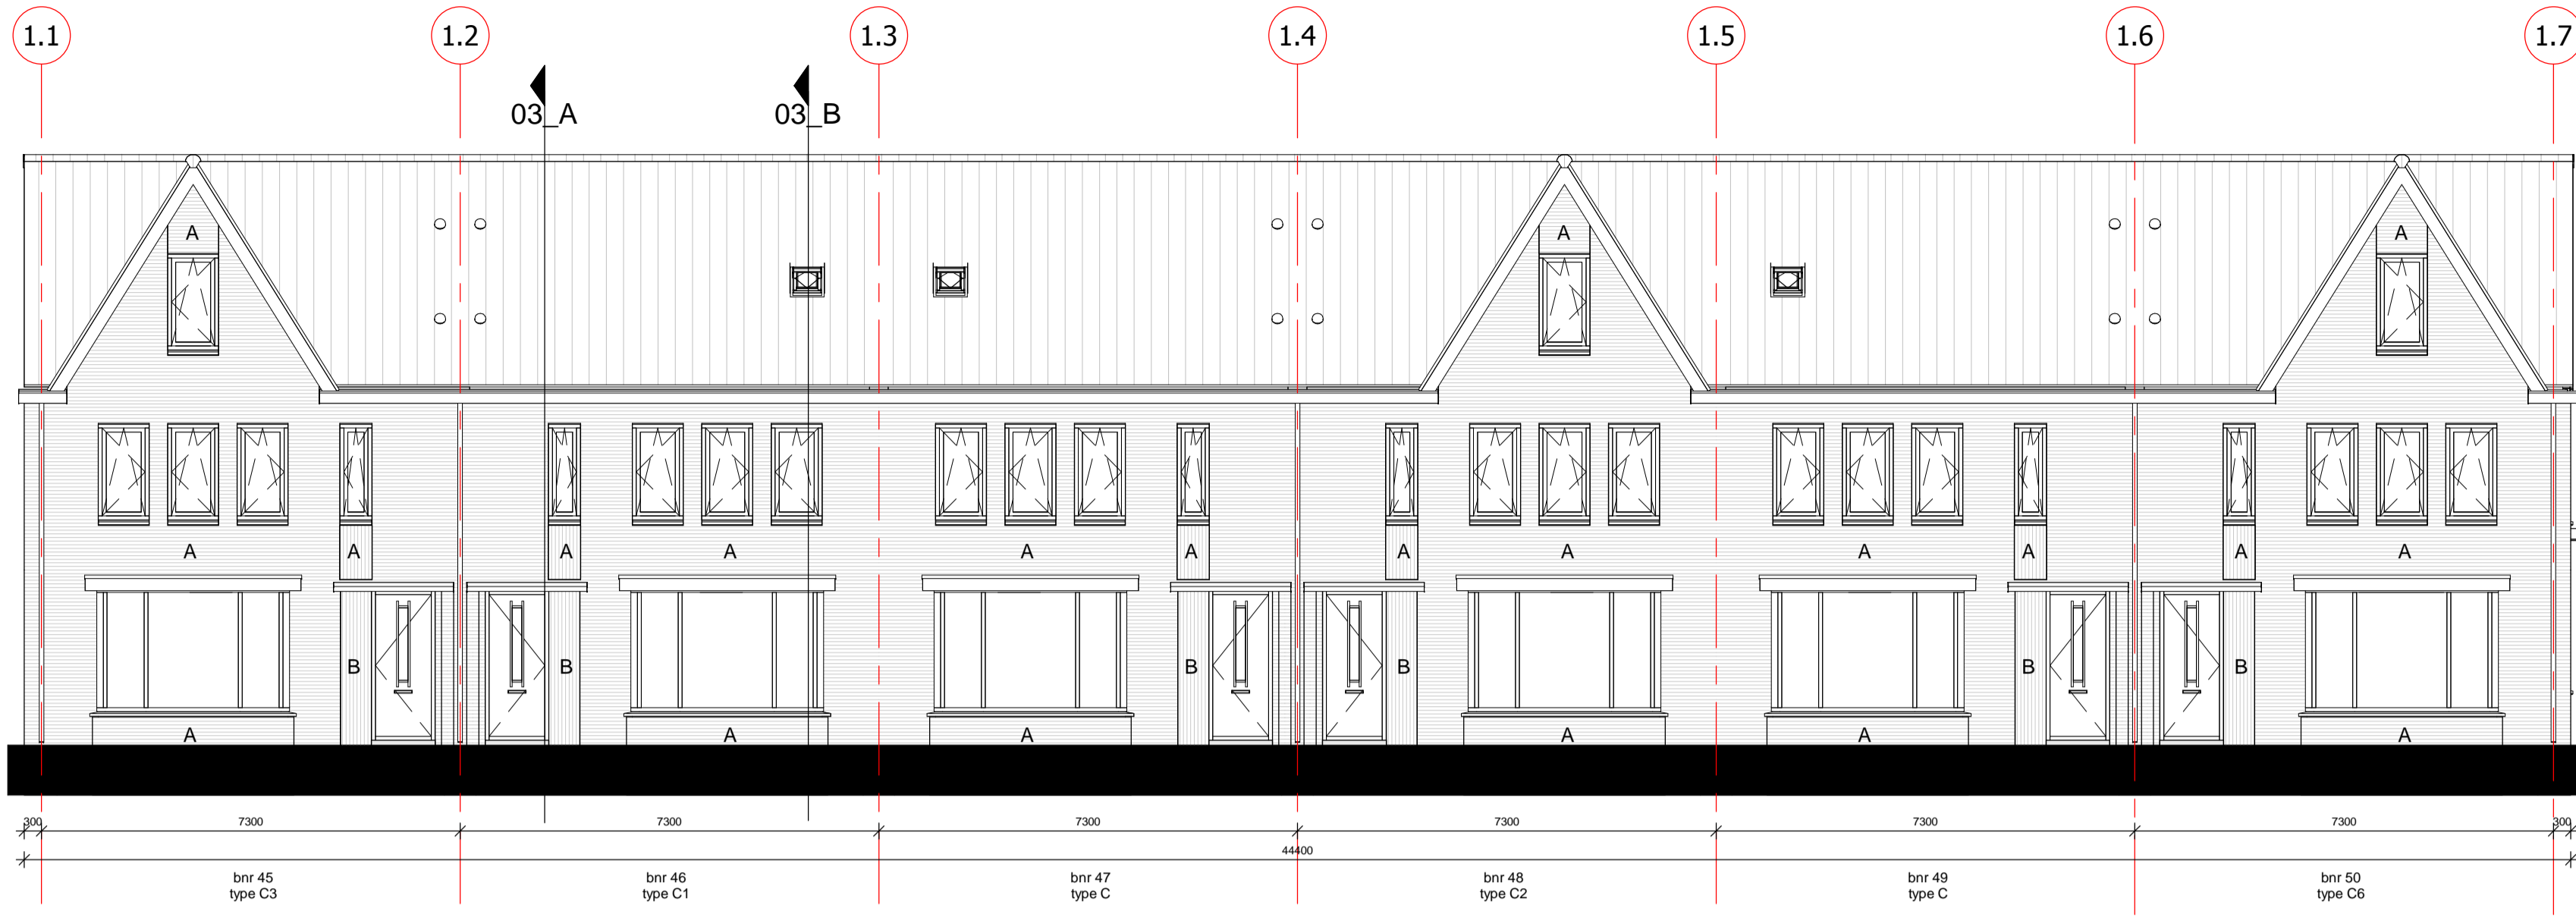 1.1 1.2 1.3 1.4 1.5 1.6 1.7
03_A 03_B
A A A
A A A A A A A A A A A A
B B B B B B
A A A A A A
300 7300 7300 7300 7300 7300 7300 300
44400
bnr 45 bnr 46 bnr 47 bnr 48 bnr 49 bnr 50
type C3 type C1 type C type C2 type C type C6